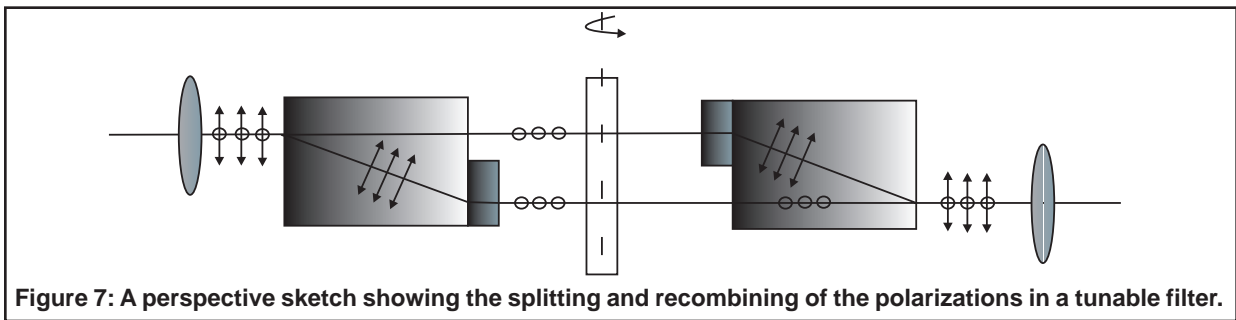 Figure 7: A perspective sketch showing the splitting and recombining of the polarizations in a tunable filter.